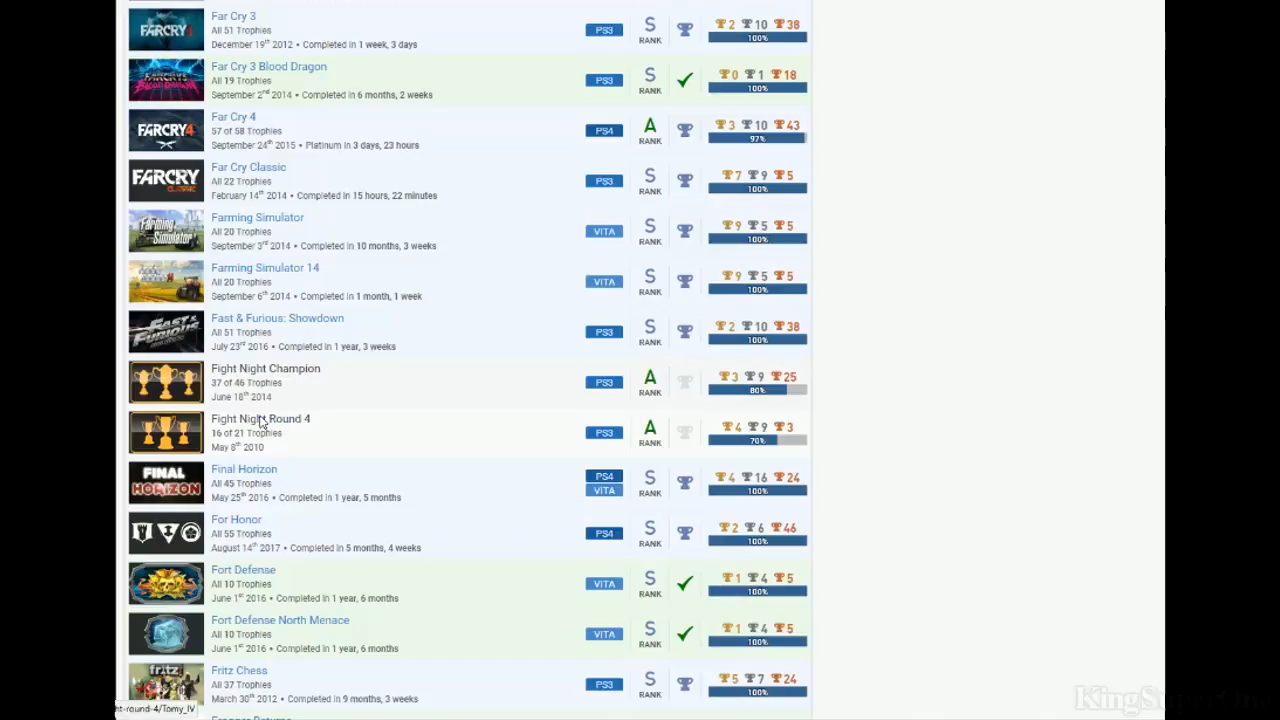 FARCRY3
Far Cry 3
All 51 Trophies
December 19th 2012 • Completed in 1 week, 3 days
PS3
S
RANK
2 10 38
100%
Far Cry 3 Blood Dragon
All 19 Trophies
September 2nd 2014 • Completed in 6 months, 2 weeks
PS3
S
RANK
0 1 18
100%
FARCRY4
Far Cry 4
57 of 58 Trophies
September 24th 2015 • Platinum in 3 days, 23 hours
PS4
A
RANK
3 10 43
97%
FARCRY
CLASSIC
Far Cry Classic
All 22 Trophies
February 14th 2014 • Completed in 15 hours, 22 minutes
PS3
S
RANK
7 9 5
100%
Farming
Simulator
Farming Simulator
All 20 Trophies
September 3rd 2014 • Completed in 10 months, 3 weeks
VITA
S
RANK
9 5 5
100%
Farming Simulator 14
All 20 Trophies
September 6th 2014 • Completed in 1 month, 1 week
VITA
S
RANK
9 5 5
100%
FAST &
FURIOUS
Fast & Furious: Showdown
All 51 Trophies
July 23rd 2016 • Completed in 1 year, 3 weeks
PS3
S
RANK
2 10 38
100%
Fight Night Champion
37 of 46 Trophies
June 18th 2014
PS3
A
RANK
3 9 25
80%
Fight Night Round 4
16 of 21 Trophies
May 8th 2010
PS3
A
RANK
4 9 3
70%
FINAL
HORIZON
Final Horizon
All 45 Trophies
May 25th 2016 • Completed in 1 year, 5 months
PS4
VITA
S
RANK
4 16 24
100%
For Honor
All 55 Trophies
August 14th 2017 • Completed in 5 months, 4 weeks
PS4
S
RANK
2 6 46
100%
Fort Defense
All 10 Trophies
June 1st 2016 • Completed in 1 year, 6 months
VITA
S
RANK
1 4 5
100%
Fort Defense North Menace
All 10 Trophies
June 1st 2016 • Completed in 1 year, 6 months
VITA
S
RANK
1 4 5
100%
fritz
Fritz Chess
All 37 Trophies
March 30th 2012 • Completed in 9 months, 3 weeks
PS3
S
RANK
5 7 24
100%
ht-round-4/Tomy_IV